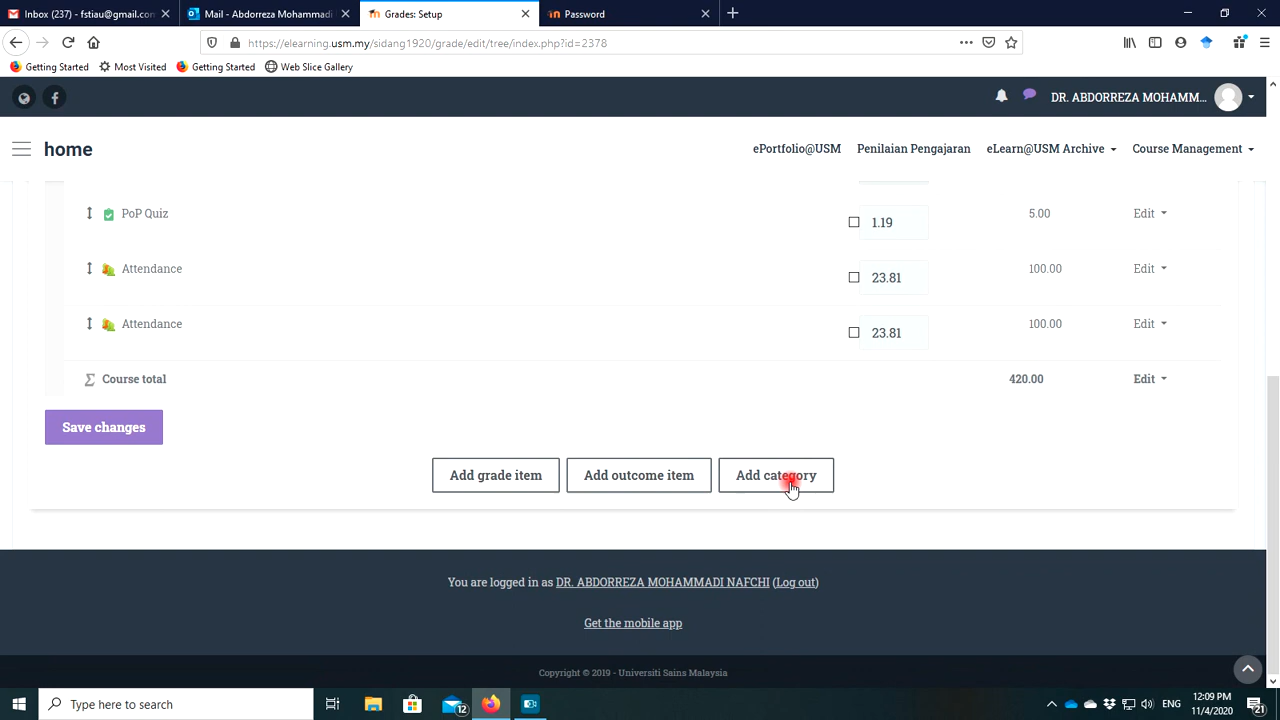 Inbox (237) - fstiau@gmail.com
Mail - Abdorreza Mohammadi
Grades: Setup
Password
https://elearning.usm.my/sidang1920/grade/edit/tree/index.php?id=2378
Getting Started
Most Visited
Getting Started
Web Slice Gallery
DR. ABDORREZA MOHAMM...
home
ePortfolio@USM
Penilaian Pengajaran
eLearn@USM Archive
Course Management
PoP Quiz
1.19
5.00
Edit
Attendance
23.81
100.00
Edit
Attendance
23.81
100.00
Edit
Course total
420.00
Edit
Save changes
Add grade item
Add outcome item
Add category
You are logged in as DR. ABDORREZA MOHAMMADI NAFCHI (Log out)
Get the mobile app
Copyright © 2019 - Universiti Sains Malaysia
Type here to search
12
ENG
12:09 PM
11/4/2020
21